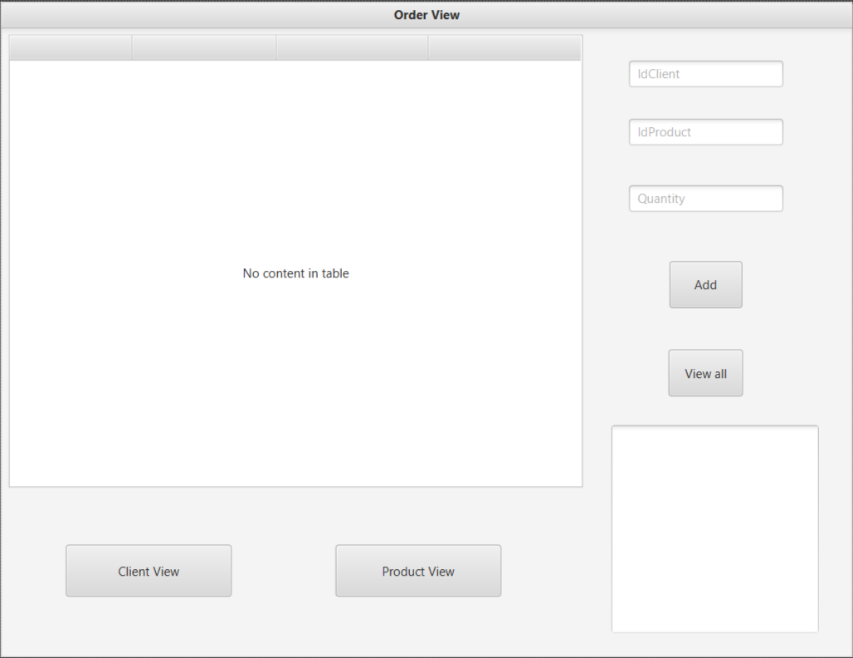 Order View
IdClient
IdProduct
Quantity
No content in table
Add
View all
Client View
Product View